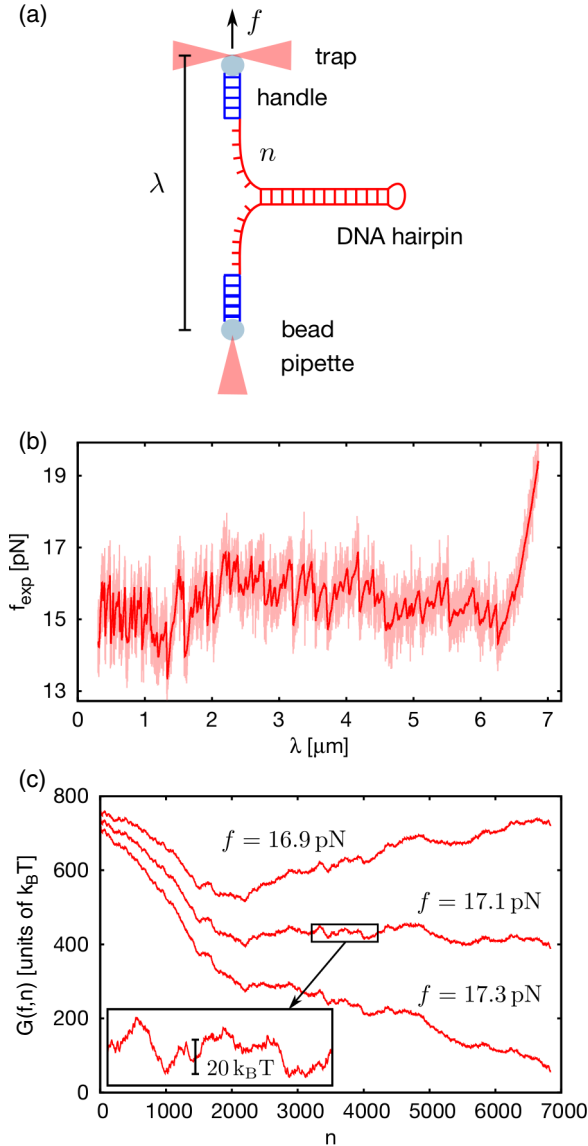 (a)
f
trap
handle
n
λ
DNA hairpin
bead
pipette
(b)
19
17
15
13
f_exp [pN]
0 1 2 3 4 5 6 7
λ [μm]
(c)
800
600
400
200
0
G(f,n) [units of k_BT]
f = 16.9 pN
f = 17.1 pN
f = 17.3 pN
20 k_BT
0 1000 2000 3000 4000 5000 6000 7000
n